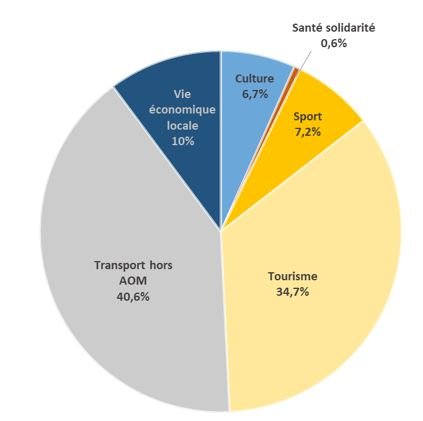 Santé solidarité
0,6%
Culture
6,7%
Vie
économique
locale
10%
Sport
7,2%
Tourisme
34,7%
Transport hors
AOM
40,6%